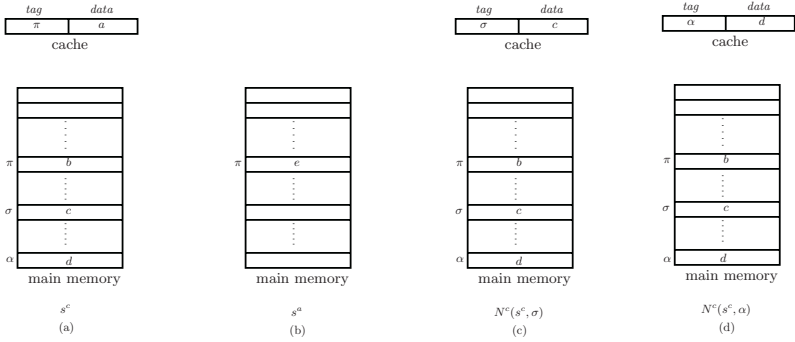 tag data
π a
cache
π b
σ c
α d
main memory
s^c
(a)
π e
main memory
s^a
(b)
tag data
σ c
cache
π b
σ c
α d
main memory
N^c(s^c, σ)
(c)
tag data
α d
cache
π b
σ c
α d
main memory
N^c(s^c, α)
(d)